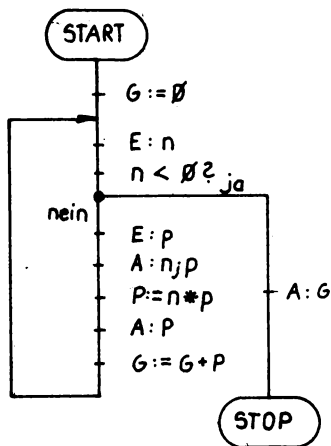 START
G:=Ø
E:n
n < Ø? ja
nein
E:p
A:n;p
P:=n*p
A:P
G:=G+P
A:G
STOP